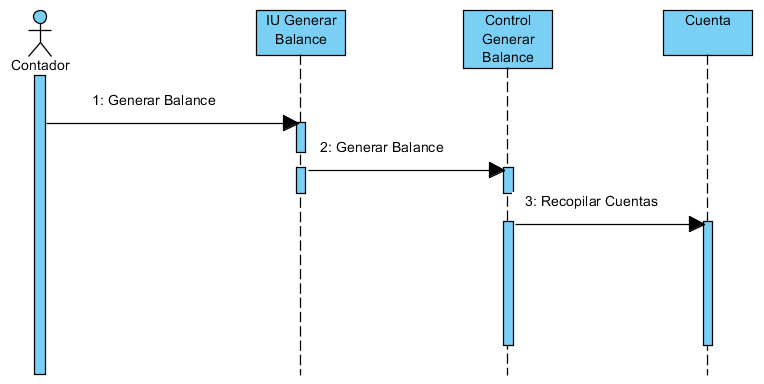 Contador
IU Generar
Balance
Control
Generar
Balance
Cuenta
1: Generar Balance
2: Generar Balance
3: Recopilar Cuentas